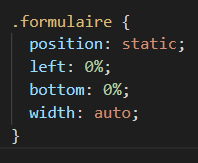 .formulaire {
position: static;
left: 0%;
bottom: 0%;
width: auto;
}